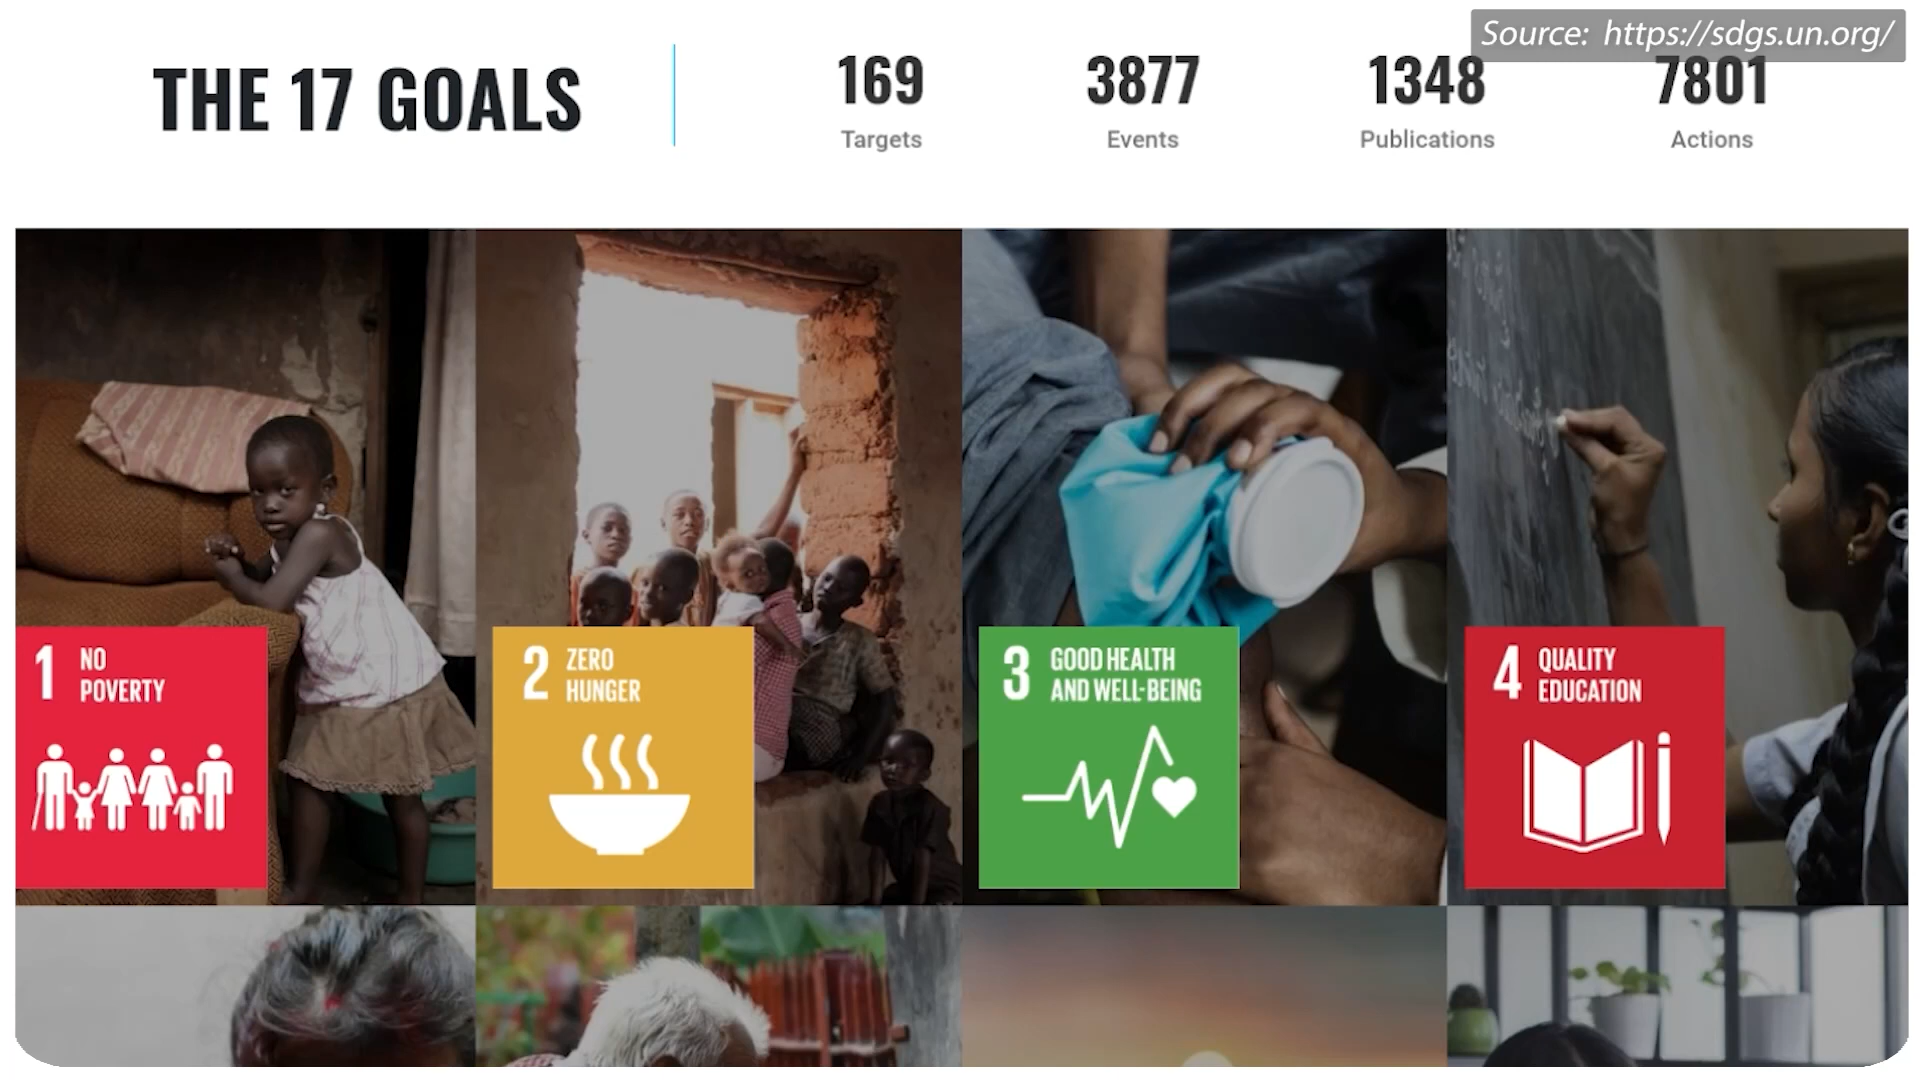 Source: https://sdgs.un.org/
THE 17 GOALS
169
Targets
3877
Events
1348
Publications
7801
Actions
1 NO
POVERTY
2 ZERO
HUNGER
3 GOOD HEALTH
AND WELL-BEING
4 QUALITY
EDUCATION